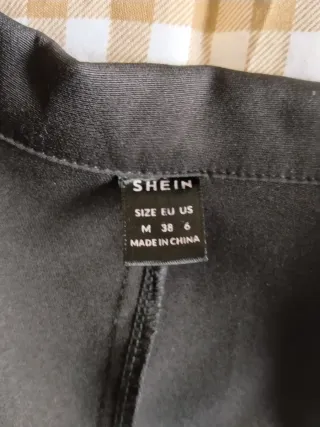 SHEIN
SIZE EU US
M 38 6
MADE IN CHINA